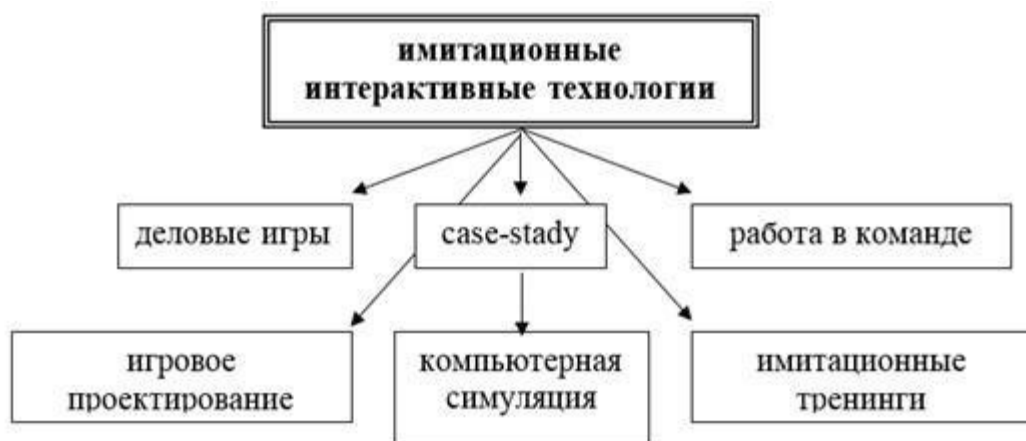 имитационные
интерактивные технологии
деловые игры
case-stady
работа в команде
игровое
проектирование
компьютерная
симуляция
имитационные
тренинги